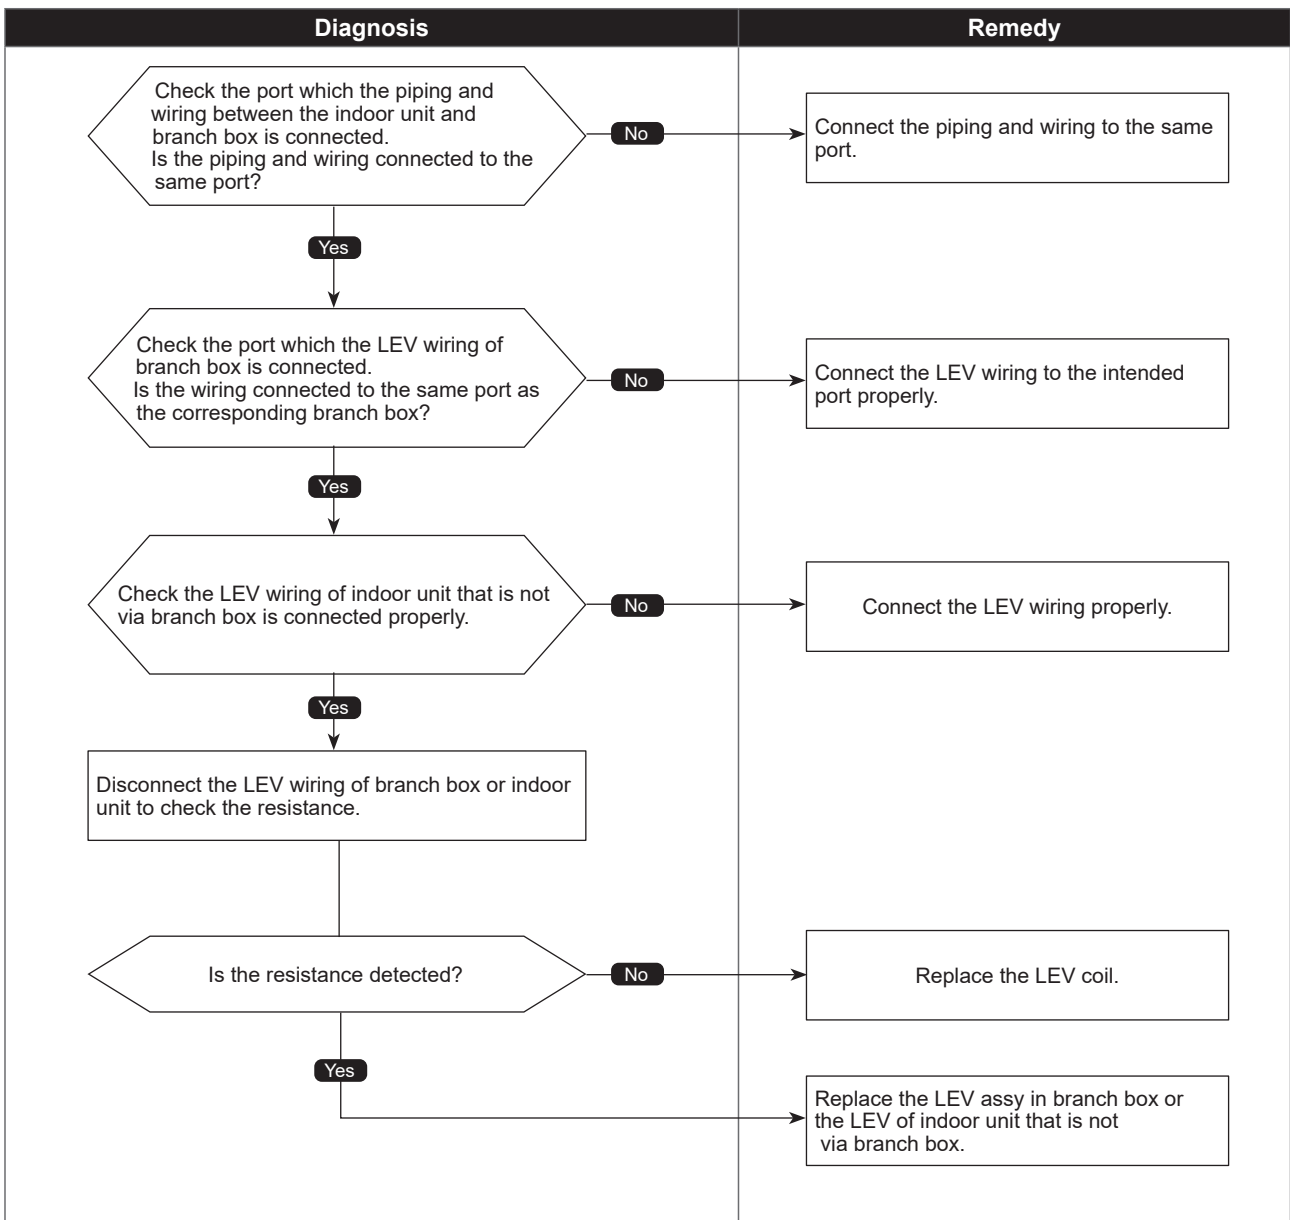 Diagnosis
Remedy
Check the port which the piping and
wiring between the indoor unit and
branch box is connected.
Is the piping and wiring connected to the
same port?
No
Connect the piping and wiring to the same
port.
Yes
Check the port which the LEV wiring of
branch box is connected.
Is the wiring connected to the same port as
the corresponding branch box?
No
Connect the LEV wiring to the intended
port properly.
Yes
Check the LEV wiring of indoor unit that is not
via branch box is connected properly.
No
Connect the LEV wiring properly.
Yes
Disconnect the LEV wiring of branch box or indoor
unit to check the resistance.
Is the resistance detected?
No
Replace the LEV coil.
Yes
Replace the LEV assy in branch box or
the LEV of indoor unit that is not
via branch box.